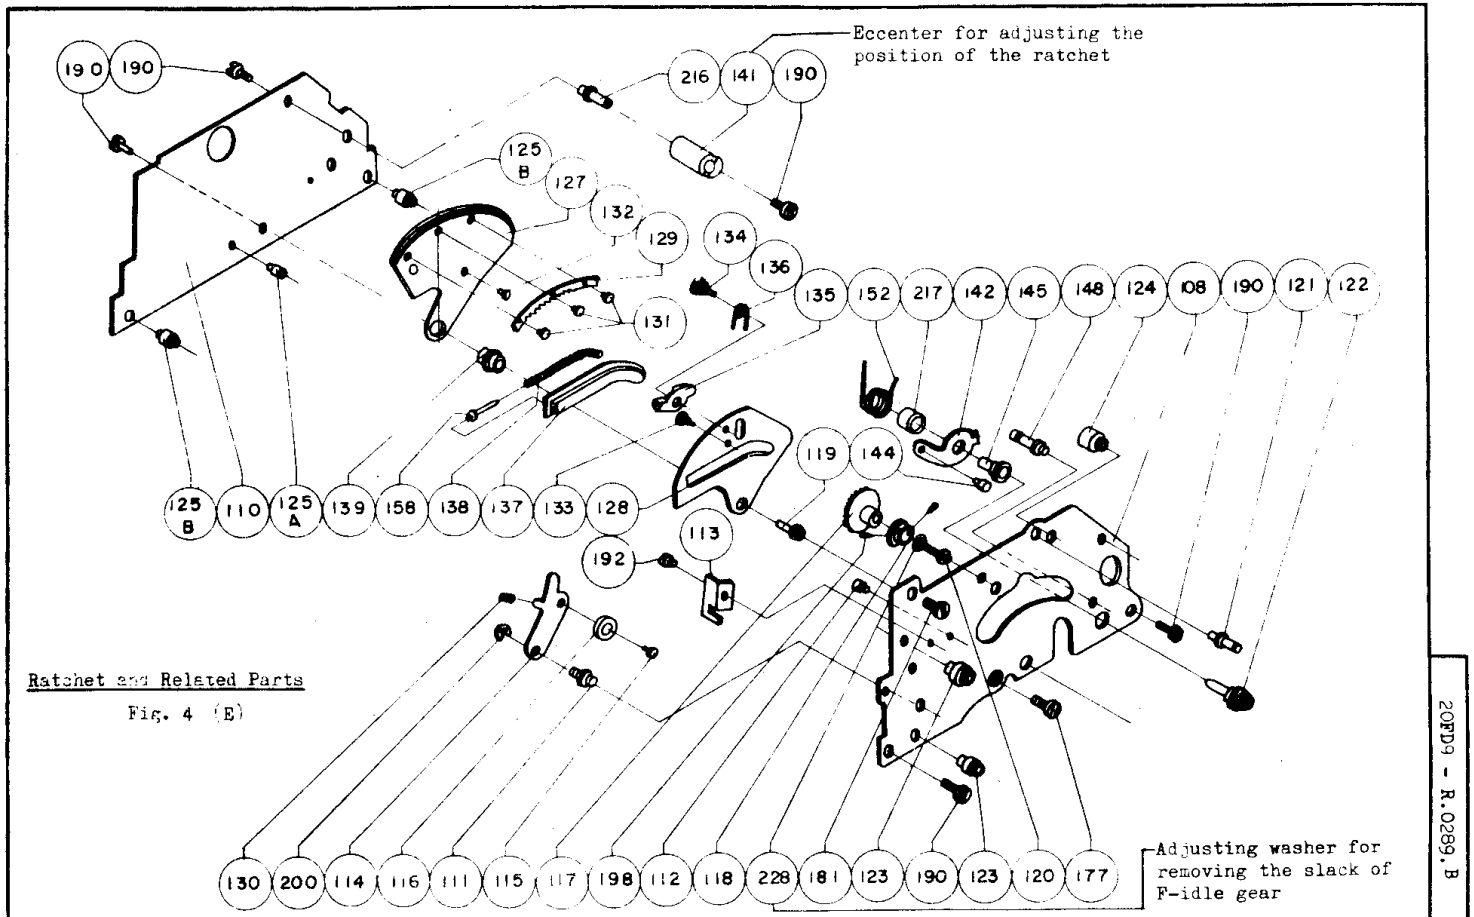 Eccenter for adjusting the
position of the ratchet
190 190
216 141 190
125 B
127
132
129
134
136
135 152 217 142 145 148 124 108 190 121 122
131
119 144
125 B 110 125 A 139 158 138 137 133 128
192
113
Ratchet and Related Parts
Fig. 4 (E)
130 200 114 116 111 115 117 198 112 118 228 181 123 190 123 120 177
Adjusting washer for
removing the slack of
F-idle gear
20FD9 - R.0289.B